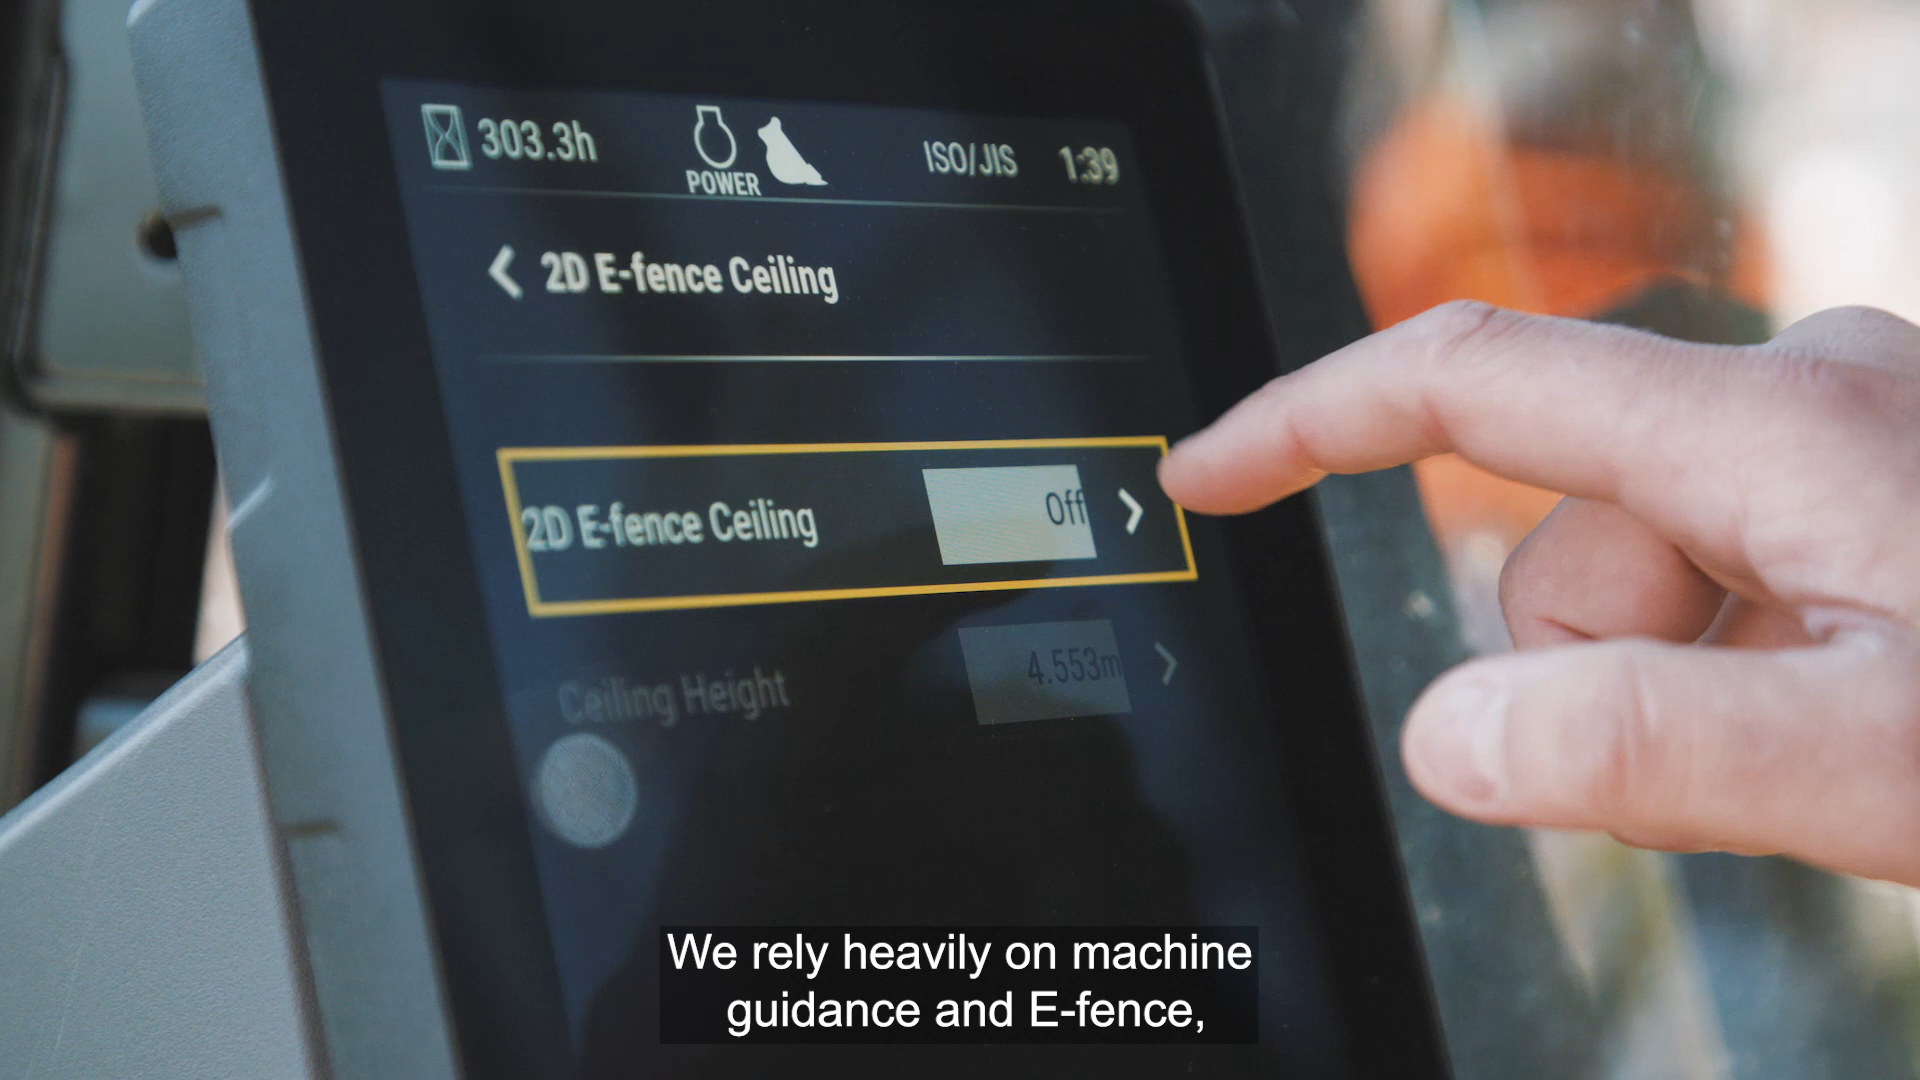 303.3h
POWER
ISO/JIS
1:39
2D E-fence Ceiling
2D E-fence Ceiling
Off
Ceiling Height
4.553m
We rely heavily on machine
guidance and E-fence,